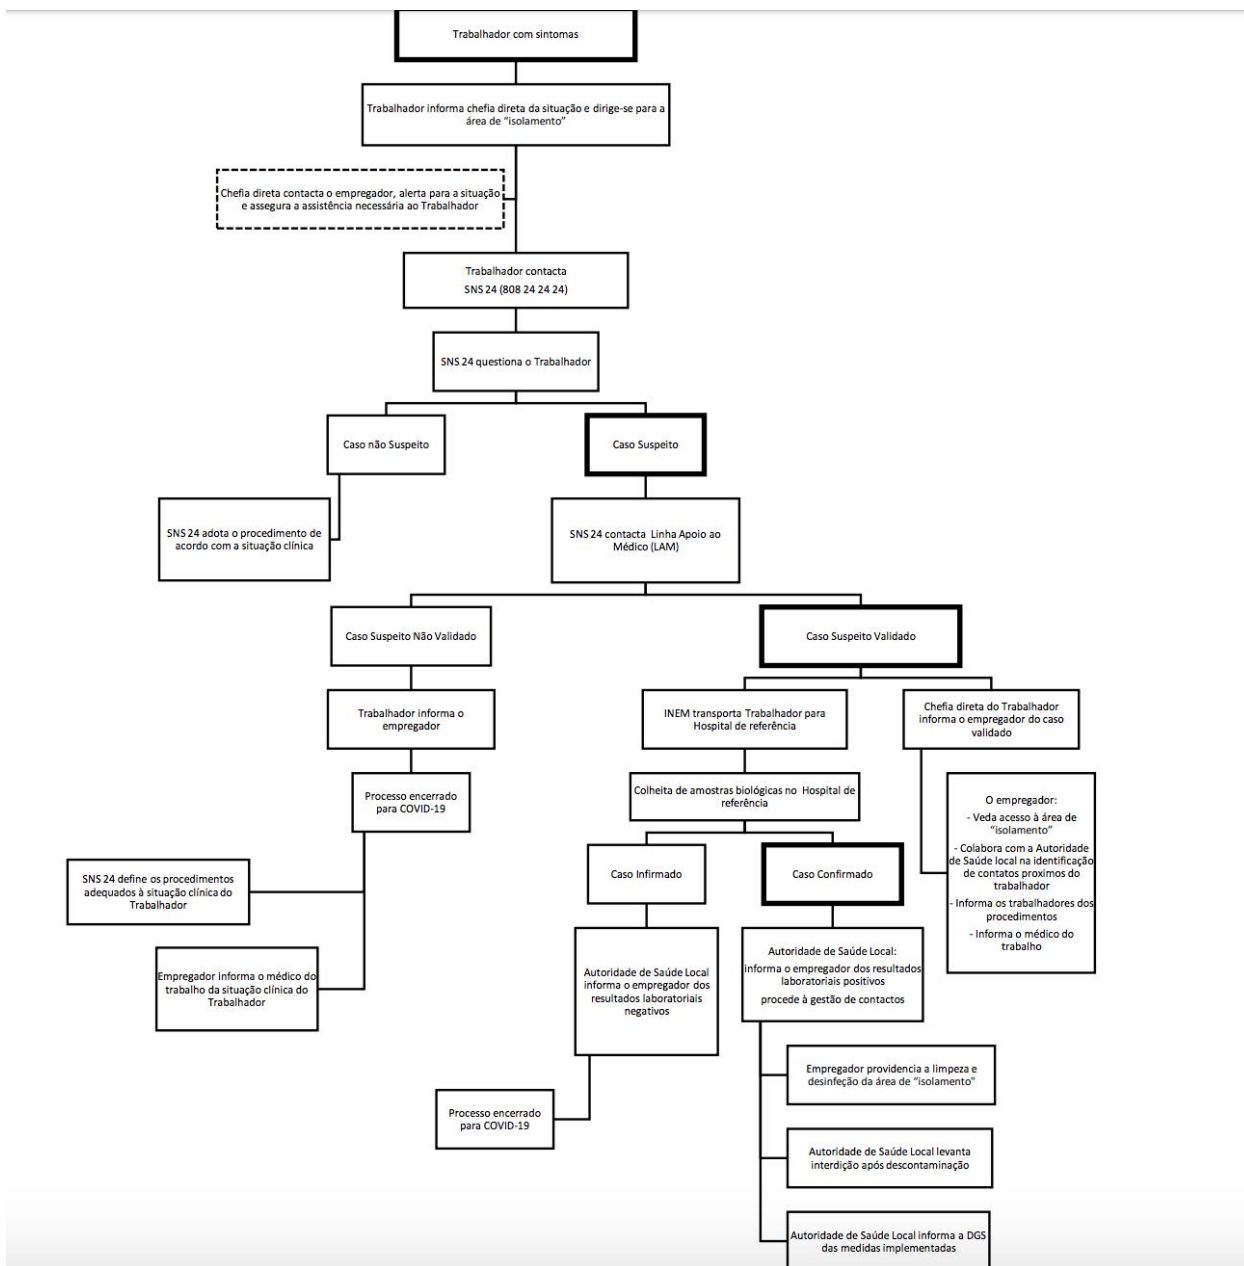 Trabalhador com sintomas
Trabalhador informa chefia direta da situação e dirige-se para a
área de “isolamento”
Chefia direta contacta o empregador, alerta para a situação
e assegura a assistência necessária ao Trabalhador
Trabalhador contacta
SNS 24 (808 24 24 24)
SNS 24 questiona o Trabalhador
Caso não Suspeito
Caso Suspeito
SNS 24 adota o procedimento de
acordo com a situação clínica
SNS 24 contacta Linha Apoio ao
Médico (LAM)
Caso Suspeito Não Validado
Caso Suspeito Validado
Trabalhador informa o
empregador
INEM transporta Trabalhador para
Hospital de referência
Chefia direta do Trabalhador
informa o empregador do caso
validado
Processo encerrado
para COVID-19
Colheita de amostras biológicas no Hospital de
referência
O empregador:
- Veda acesso à área de
“isolamento”
- Colabora com a Autoridade
de Saúde local na identificação
de contatos proximos do
trabalhador
- Informa os trabalhadores dos
procedimentos
- Informa o médico do
trabalho
SNS 24 define os procedimentos
adequados à situação clínica do
Trabalhador
Caso Infirmado
Caso Confirmado
Empregador informa o médico do
trabalho da situação clínica do
Trabalhador
Autoridade de Saúde Local
informa o empregador dos
resultados laboratoriais
negativos
Autoridade de Saúde Local:
informa o empregador dos resultados
laboratoriais positivos
procede à gestão de contactos
Processo encerrado
para COVID-19
Empregador providencia a limpeza e
desinfeção da área de “isolamento"
Autoridade de Saúde Local levanta
interdição após descontaminação
Autoridade de Saúde Local informa a DGS
das medidas implementadas